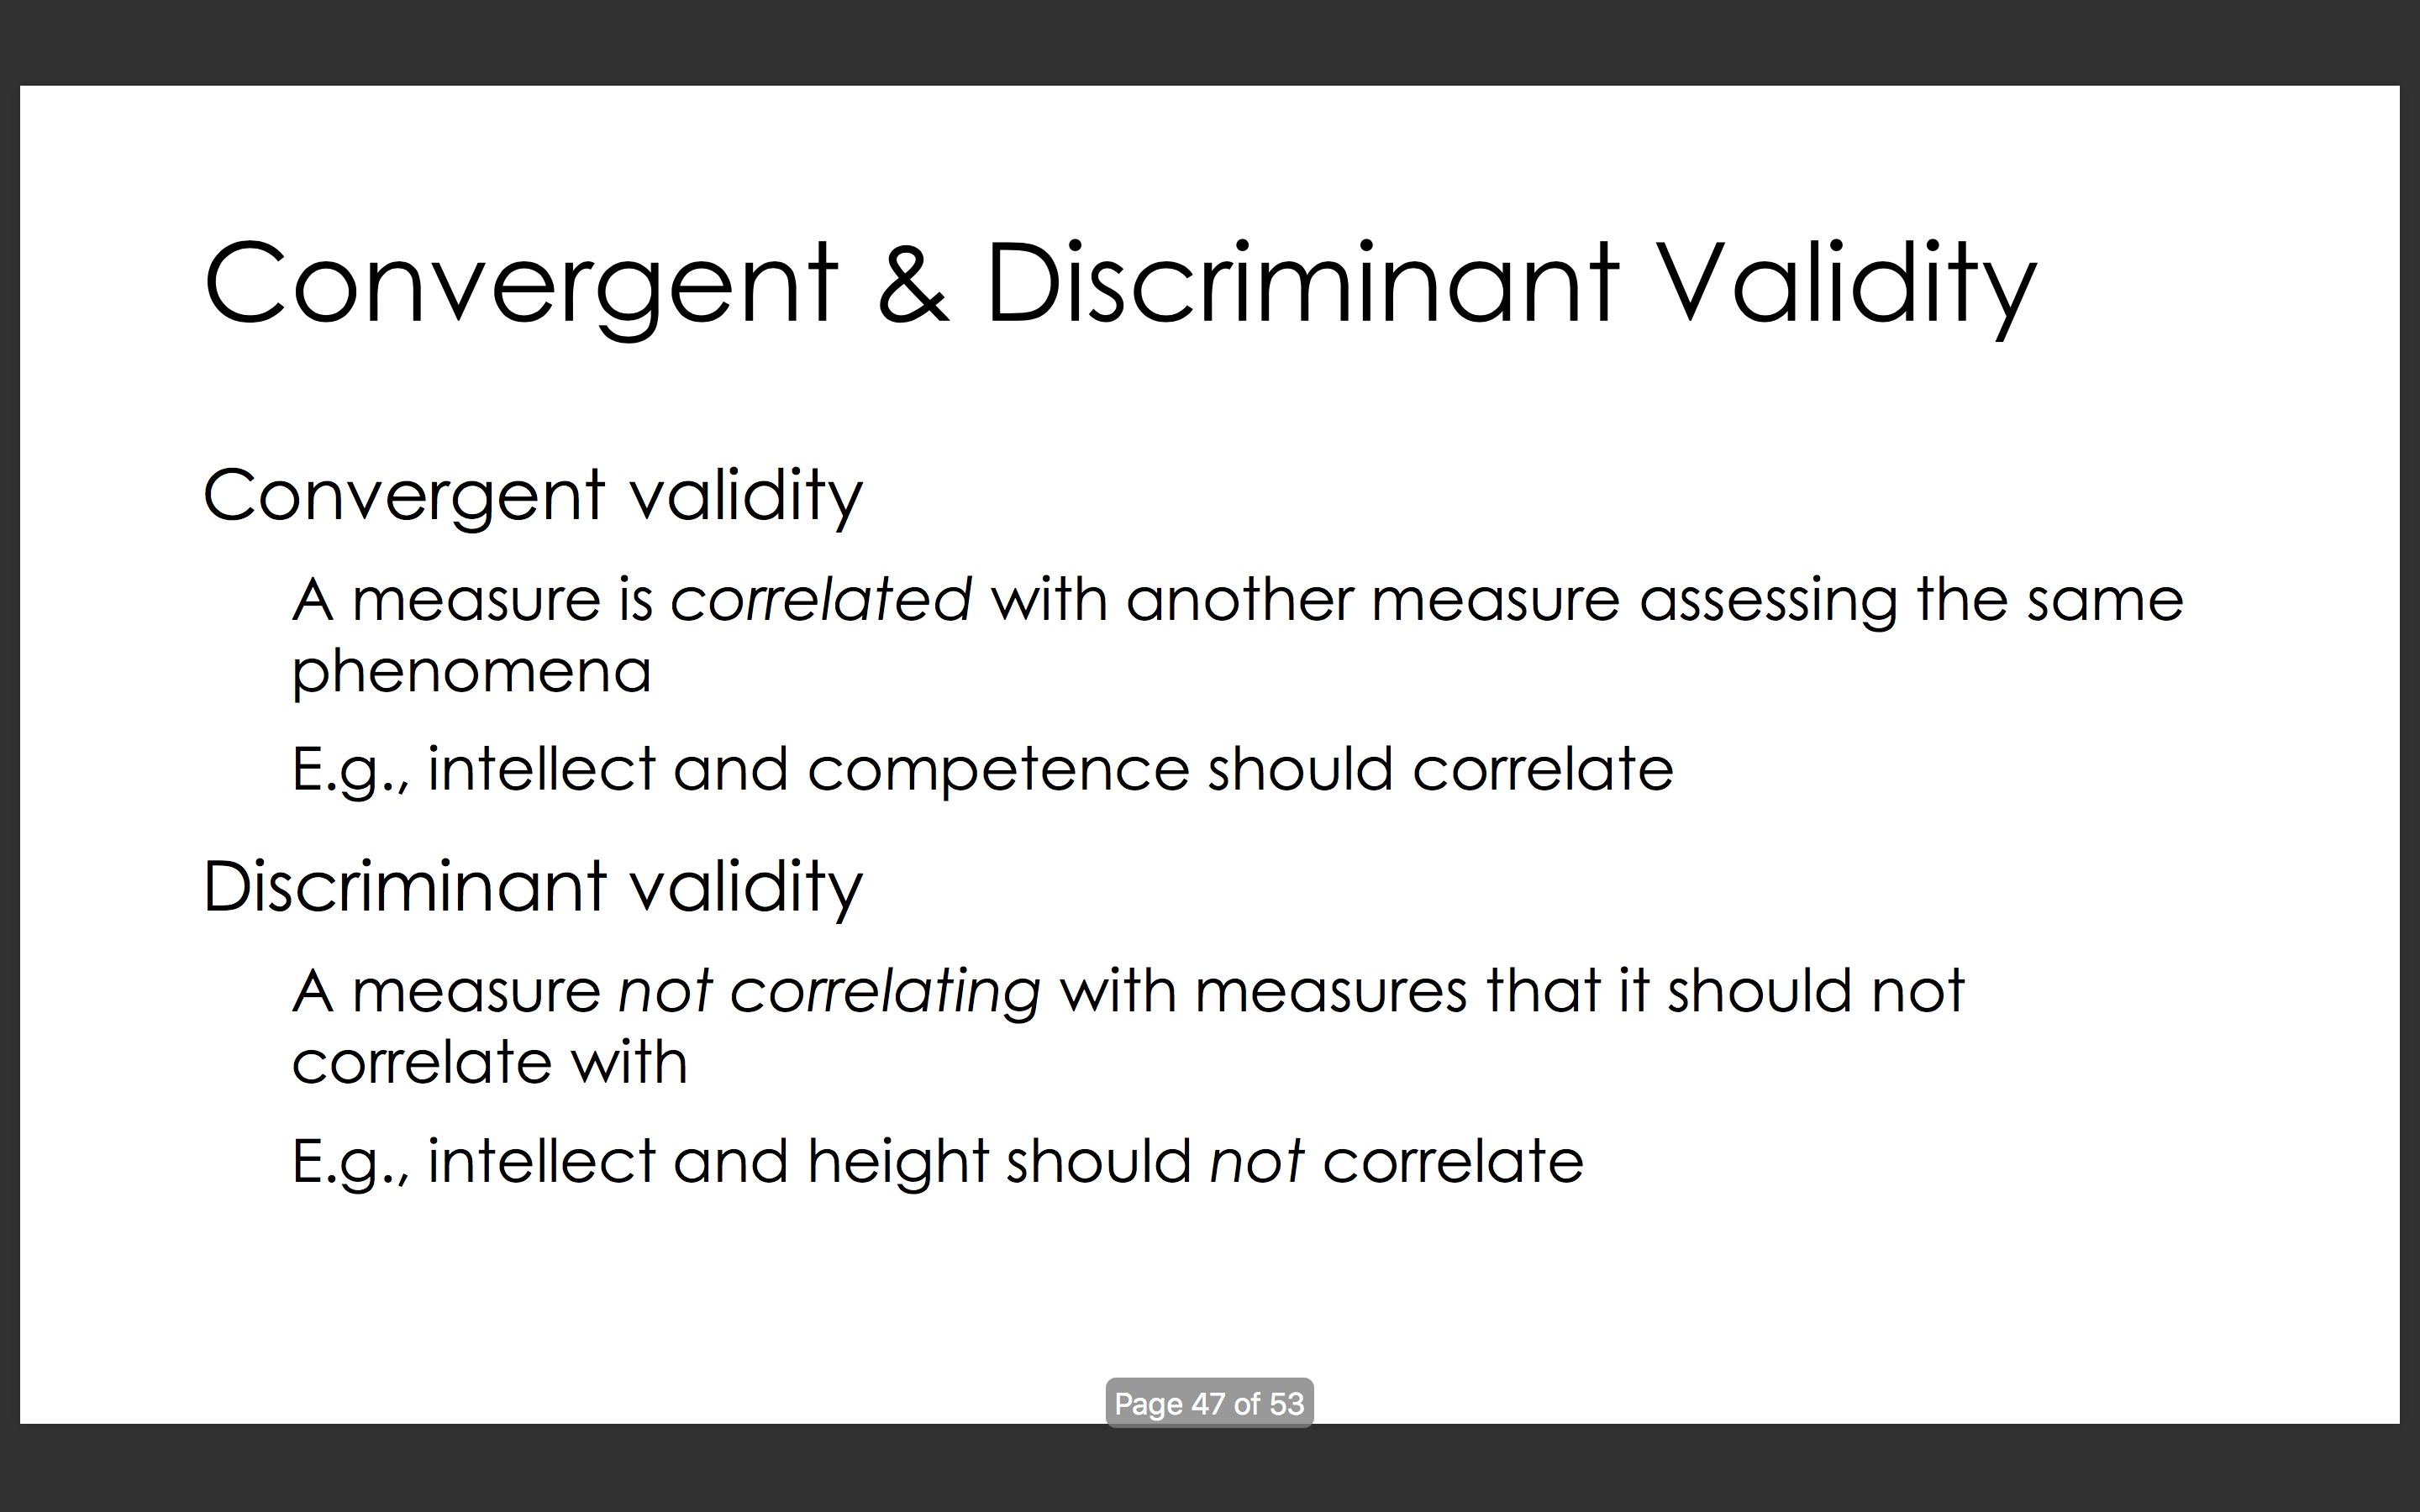 Convergent & Discriminant Validity
Convergent validity
A measure is correlated with another measure assessing the same
phenomena
E.g., intellect and competence should correlate
Discriminant validity
A measure not correlating with measures that it should not
correlate with
E.g., intellect and height should not correlate
Page 47 of 53